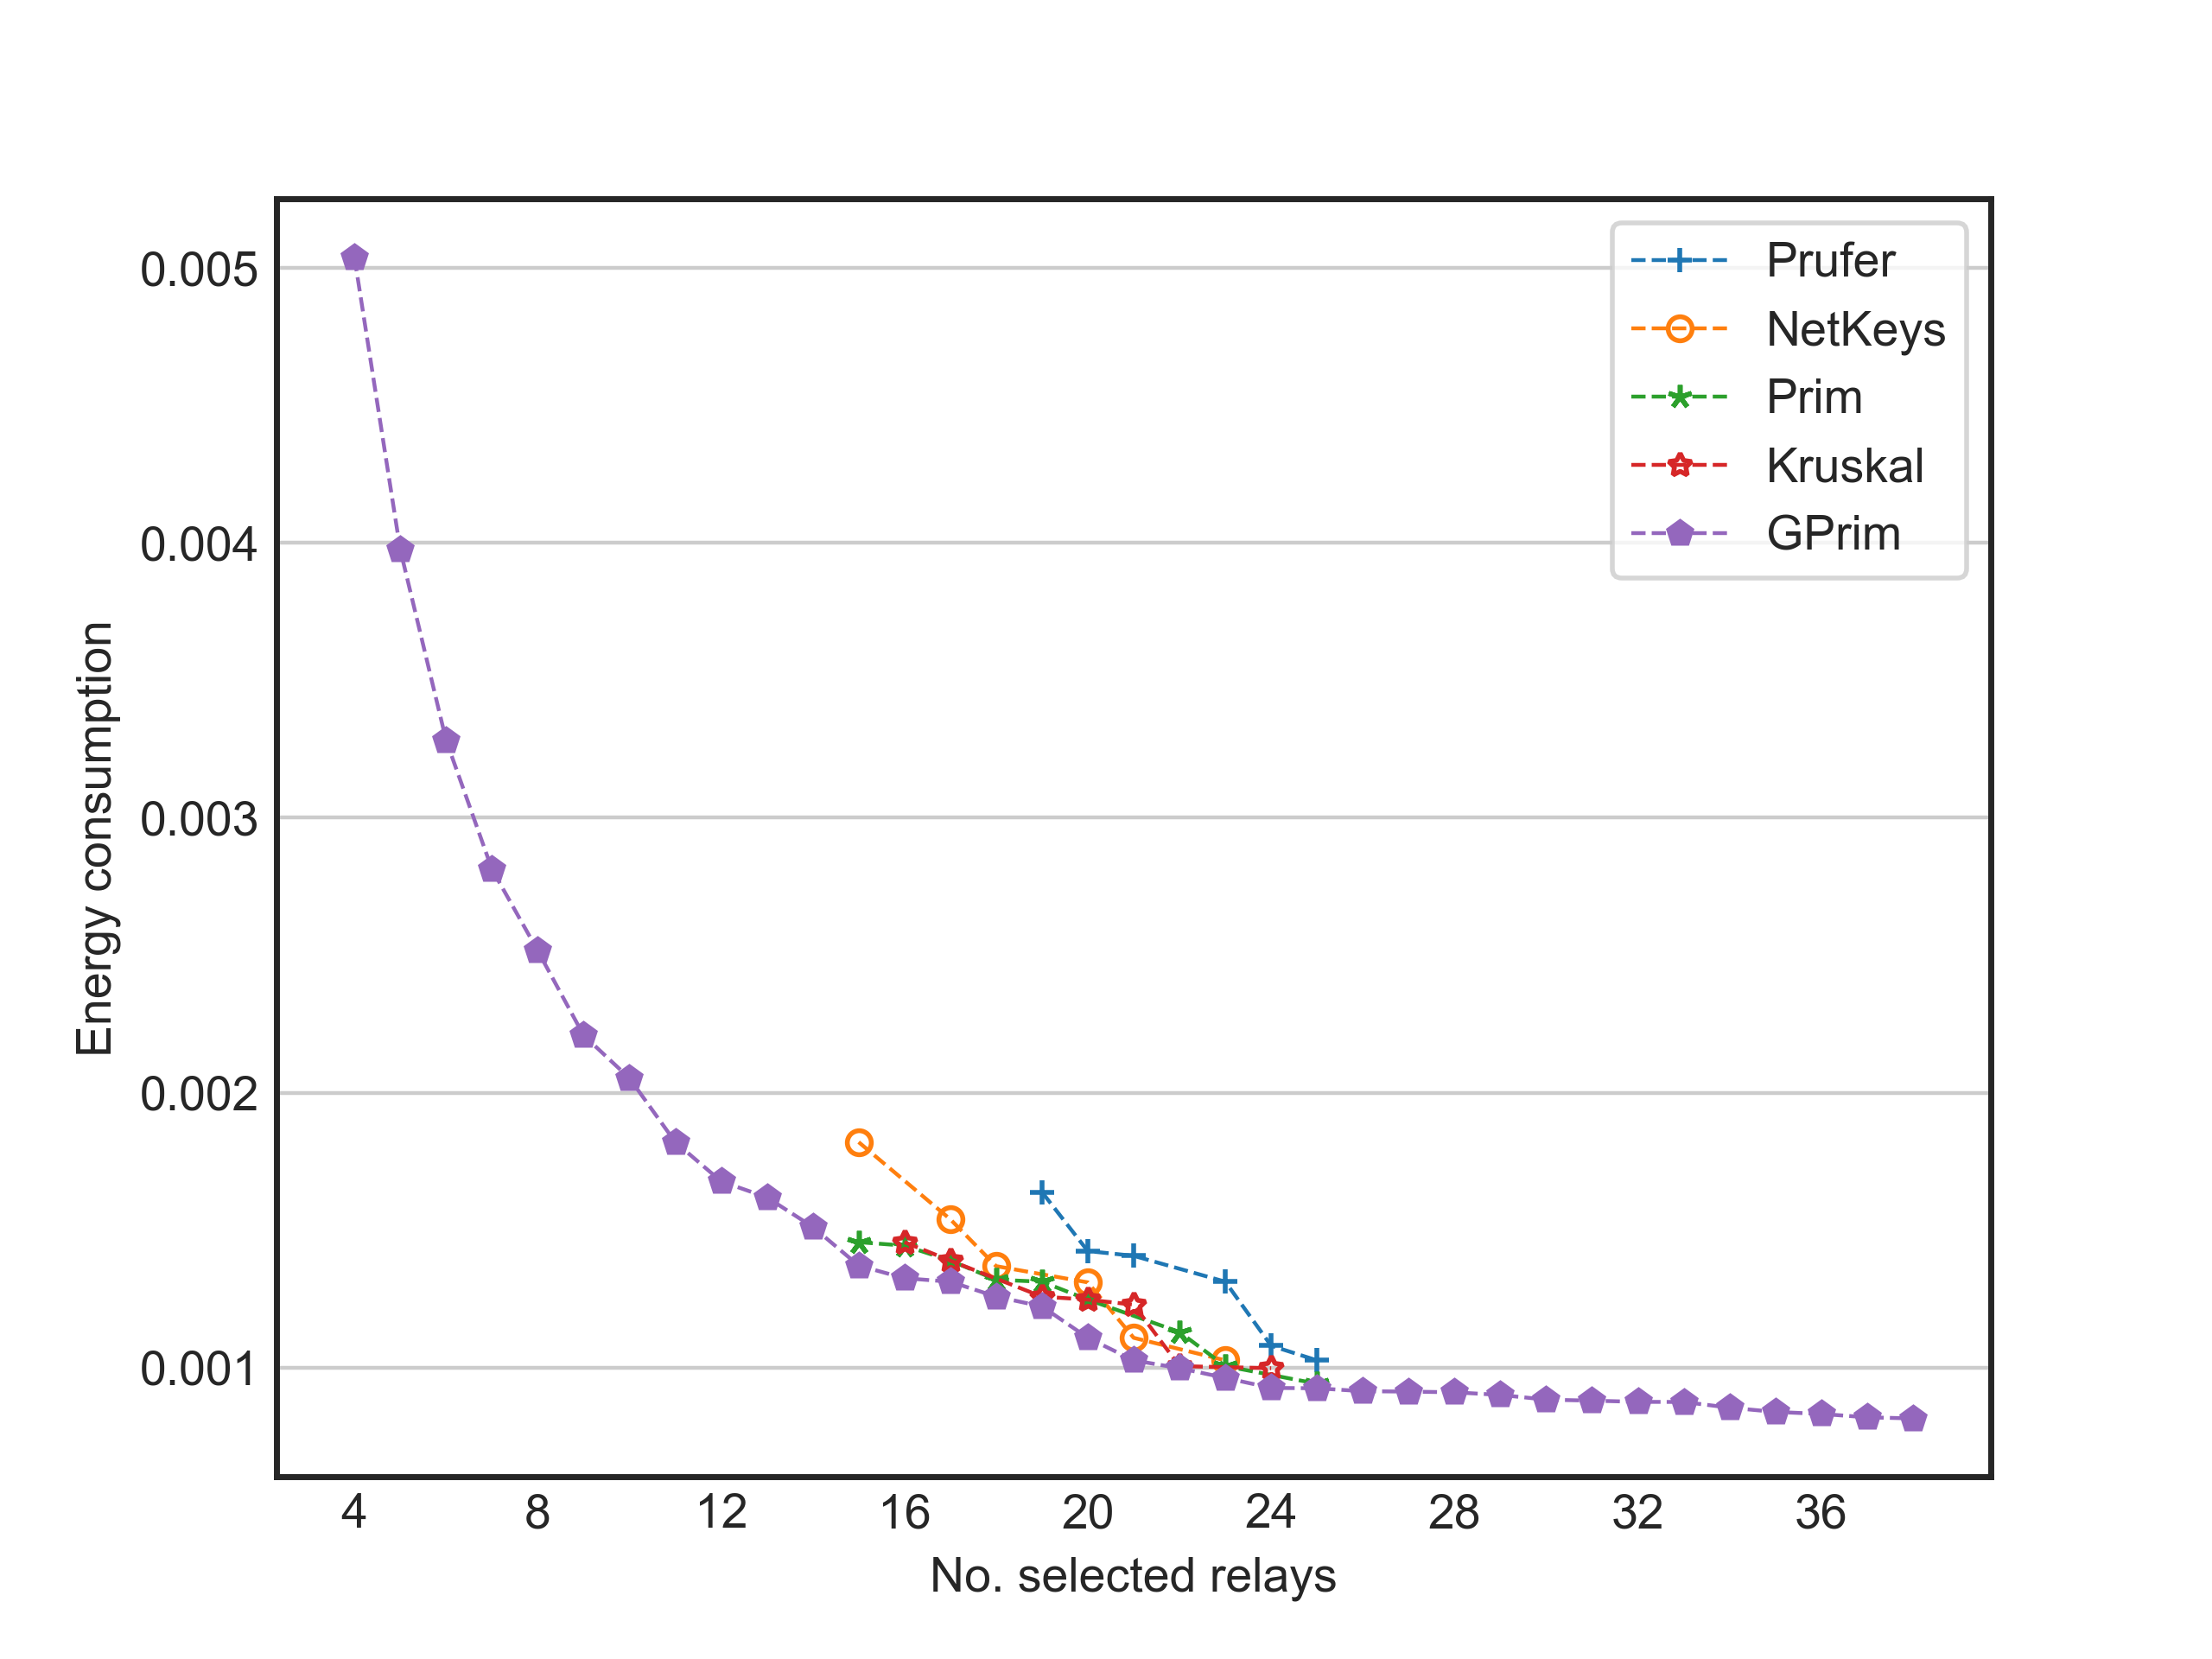 0.005
0.004
0.003
0.002
0.001
Energy consumption
4 8 12 16 20 24 28 32 36
No. selected relays
Prufer
NetKeys
Prim
Kruskal
GPrim